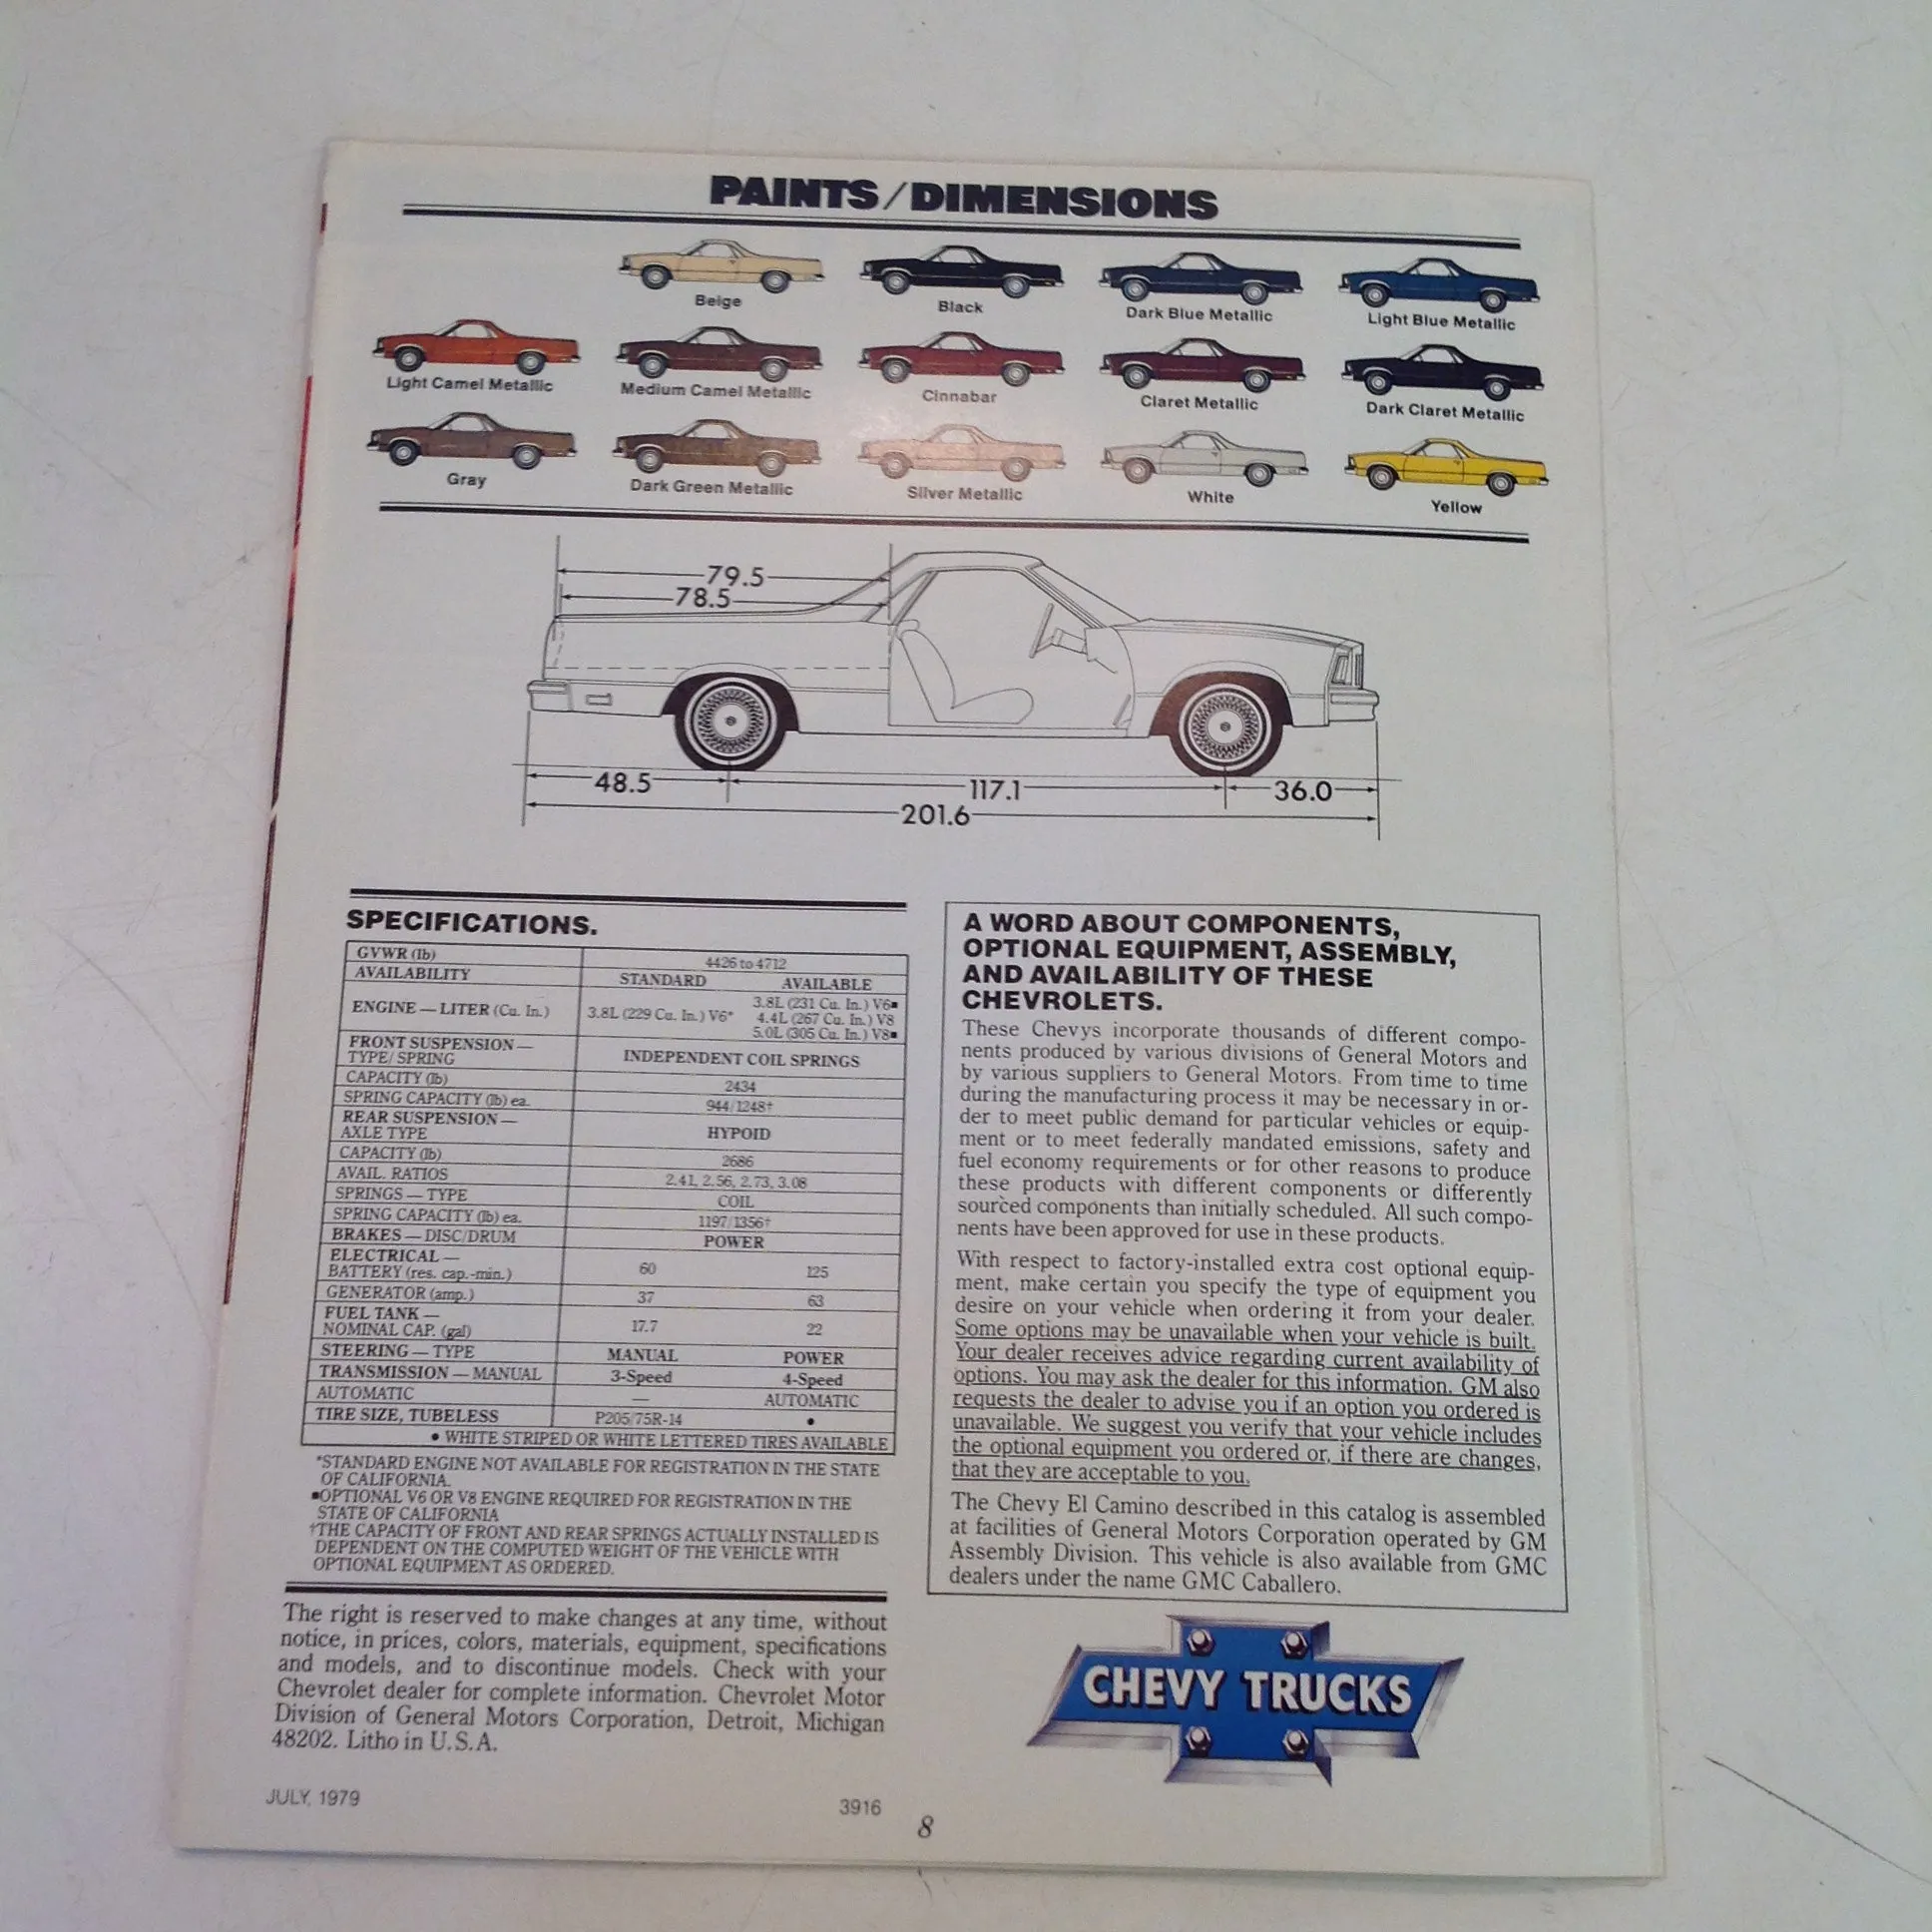 PAINTS/DIMENSIONS
Beige
Black
Dark Blue Metallic
Light Blue Metallic
Light Camel Metallic
Medium Camel Metallic
Cinnabar
Claret Metallic
Dark Claret Metallic
Gray
Dark Green Metallic
Silver Metallic
White
Yellow
79.5
78.5
48.5
117.1
36.0
201.6
SPECIFICATIONS.
GVWR (lb) 4426 to 4712
AVAILABILITY STANDARD AVAILABLE
ENGINE — LITER (Cu. In.) 3.8L (229 Cu. In.) V6* 3.8L (231 Cu. In.) V6■
4.4L (267 Cu. In.) V8
5.0L (305 Cu. In.) V8■
FRONT SUSPENSION —
TYPE/SPRING INDEPENDENT COIL SPRINGS
CAPACITY (lb) 2434
SPRING CAPACITY (lb) ea. 944/1248†
REAR SUSPENSION —
AXLE TYPE HYPOID
CAPACITY (lb) 2686
AVAIL. RATIOS 2.41, 2.56, 2.73, 3.08
SPRINGS — TYPE COIL
SPRING CAPACITY (lb) ea. 1197/1356†
BRAKES — DISC/DRUM POWER
ELECTRICAL —
BATTERY (res. cap.-min.) 60 125
GENERATOR (amp.) 37 63
FUEL TANK —
NOMINAL CAP. (gal) 17.7 22
STEERING — TYPE MANUAL POWER
TRANSMISSION — MANUAL 3-Speed 4-Speed
AUTOMATIC — AUTOMATIC
TIRE SIZE, TUBELESS P205/75R-14 ●
● WHITE STRIPED OR WHITE LETTERED TIRES AVAILABLE
*STANDARD ENGINE NOT AVAILABLE FOR REGISTRATION IN THE STATE
OF CALIFORNIA.
■OPTIONAL V6 OR V8 ENGINE REQUIRED FOR REGISTRATION IN THE
STATE OF CALIFORNIA
†THE CAPACITY OF FRONT AND REAR SPRINGS ACTUALLY INSTALLED IS
DEPENDENT ON THE COMPUTED WEIGHT OF THE VEHICLE WITH
OPTIONAL EQUIPMENT AS ORDERED.
The right is reserved to make changes at any time, without
notice, in prices, colors, materials, equipment, specifications
and models, and to discontinue models. Check with your
Chevrolet dealer for complete information. Chevrolet Motor
Division of General Motors Corporation, Detroit, Michigan
48202. Litho in U.S.A.
JULY, 1979
3916
A WORD ABOUT COMPONENTS,
OPTIONAL EQUIPMENT, ASSEMBLY,
AND AVAILABILITY OF THESE
CHEVROLETS.
These Chevys incorporate thousands of different compo-
nents produced by various divisions of General Motors and
by various suppliers to General Motors. From time to time
during the manufacturing process it may be necessary in or-
der to meet public demand for particular vehicles or equip-
ment or to meet federally mandated emissions, safety and
fuel economy requirements or for other reasons to produce
these products with different components or differently
sourced components than initially scheduled. All such compo-
nents have been approved for use in these products.
With respect to factory-installed extra cost optional equip-
ment, make certain you specify the type of equipment you
desire on your vehicle when ordering it from your dealer.
Some options may be unavailable when your vehicle is built.
Your dealer receives advice regarding current availability of
options. You may ask the dealer for this information. GM also
requests the dealer to advise you if an option you ordered is
unavailable. We suggest you verify that your vehicle includes
the optional equipment you ordered or, if there are changes,
that they are acceptable to you.
The Chevy El Camino described in this catalog is assembled
at facilities of General Motors Corporation operated by GM
Assembly Division. This vehicle is also available from GMC
dealers under the name GMC Caballero.
CHEVY TRUCKS
8